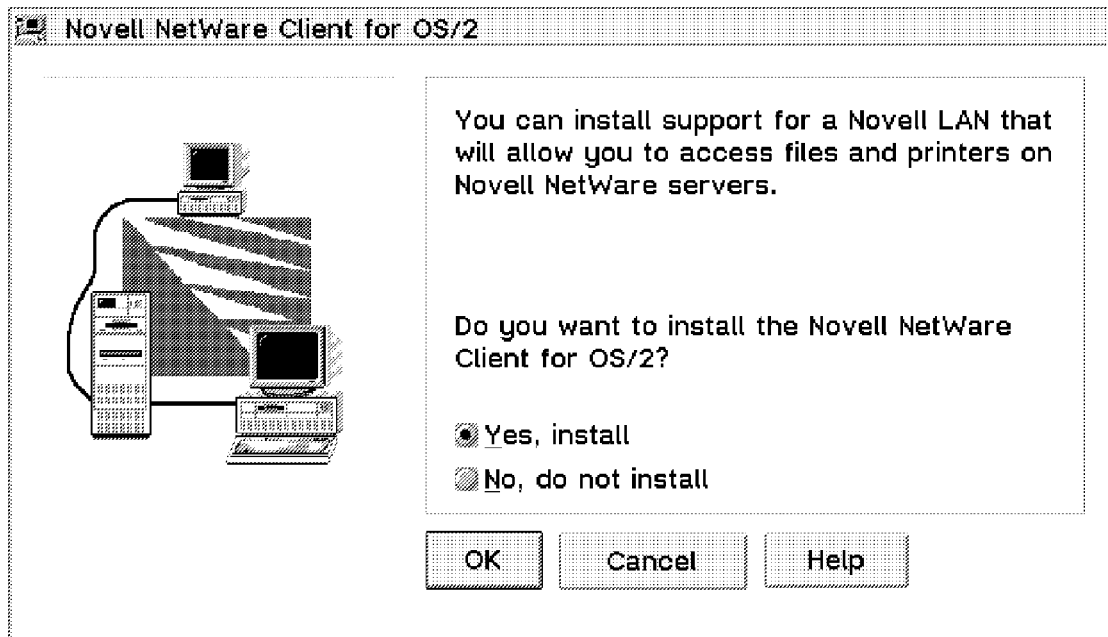 Novell NetWare Client for OS/2
You can install support for a Novell LAN that
will allow you to access files and printers on
Novell NetWare servers.
Do you want to install the Novell NetWare
Client for OS/2?
Yes, install
No, do not install
OK Cancel Help